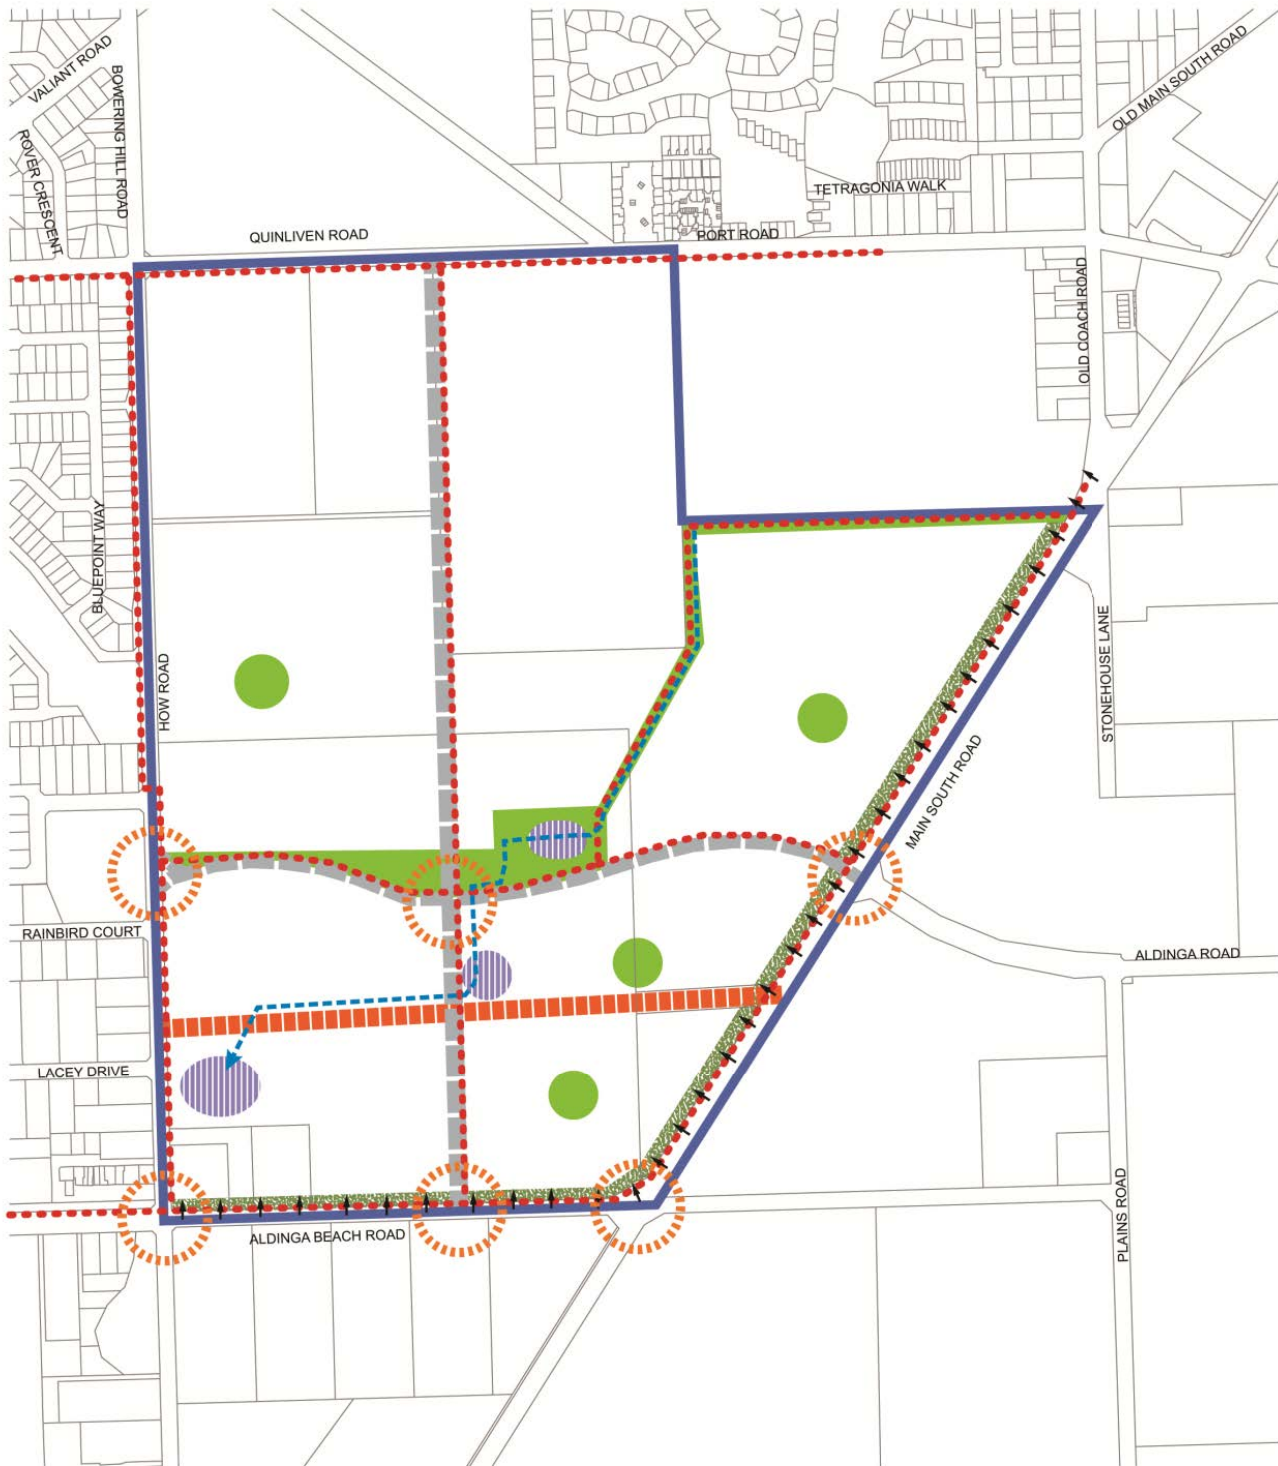 VALIANT ROAD
BOWERING HILL ROAD
OLD MAIN SOUTH ROAD
ROVER CRESCENT
TETRAGONIA WALK
QUINLIVEN ROAD
PORT ROAD
OLD COACH ROAD
BLUEPOINT WAY
HOW ROAD
STONEHOUSE LANE
MAIN SOUTH ROAD
RAINBIRD COURT
ALDINGA ROAD
LACEY DRIVE
PLAINS ROAD
ALDINGA BEACH ROAD